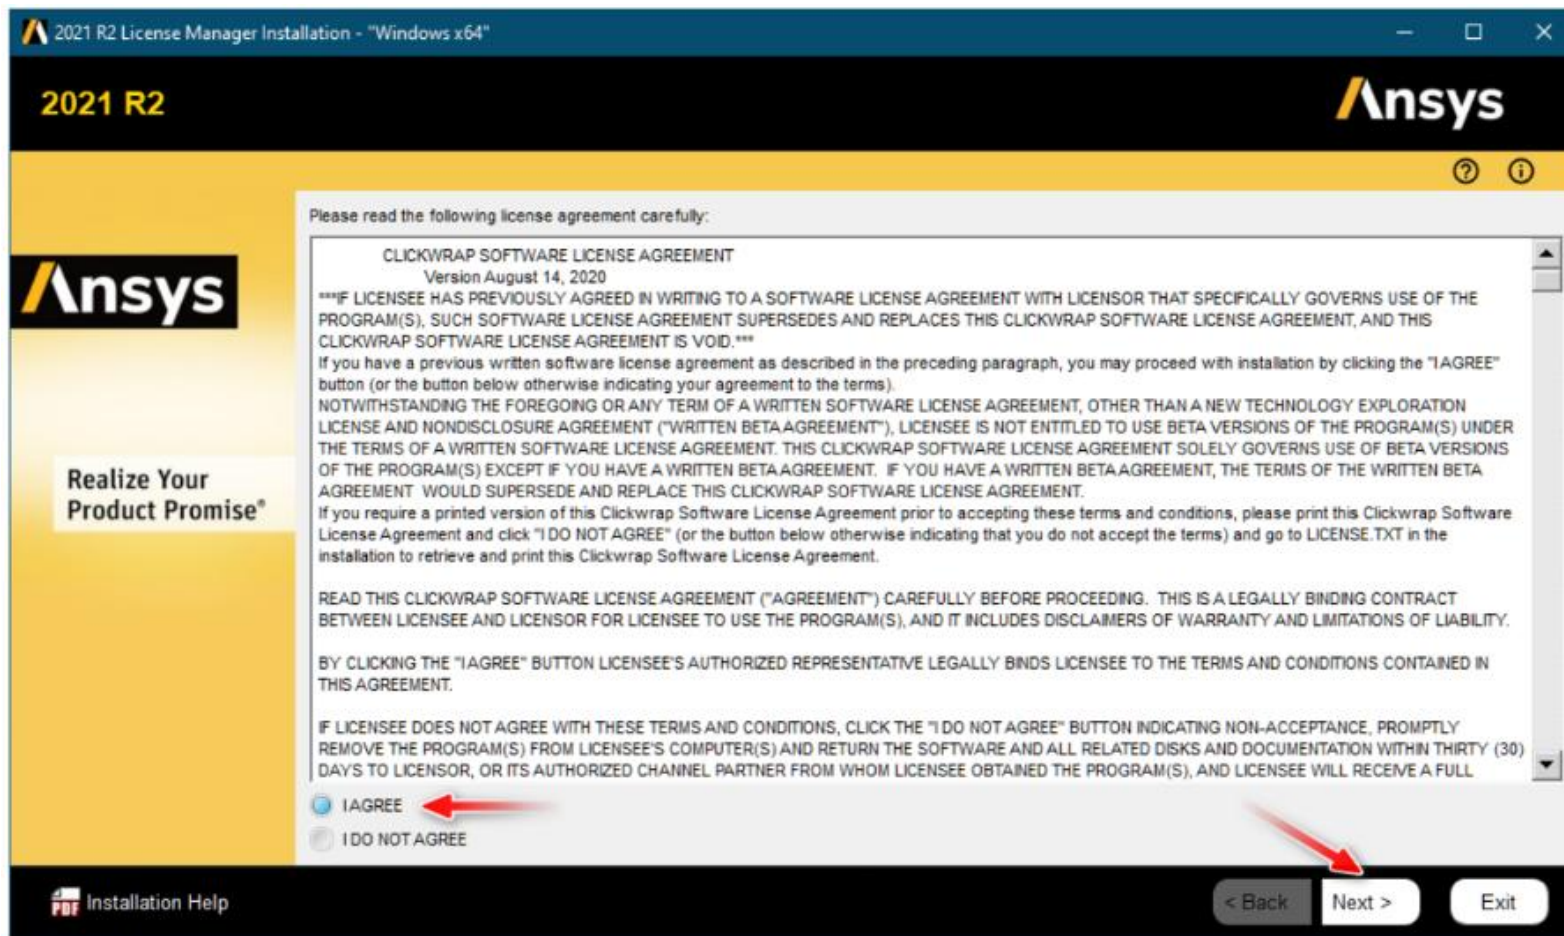 2021 R2 License Manager Installation - "Windows x64"
2021 R2
Ansys
Please read the following license agreement carefully:
Ansys
Realize Your
Product Promise®
CLICKWRAP SOFTWARE LICENSE AGREEMENT
Version August 14, 2020
***IF LICENSEE HAS PREVIOUSLY AGREED IN WRITING TO A SOFTWARE LICENSE AGREEMENT WITH LICENSOR THAT SPECIFICALLY GOVERNS USE OF THE
PROGRAM(S), SUCH SOFTWARE LICENSE AGREEMENT SUPERSEDES AND REPLACES THIS CLICKWRAP SOFTWARE LICENSE AGREEMENT, AND THIS
CLICKWRAP SOFTWARE LICENSE AGREEMENT IS VOID.***
If you have a previous written software license agreement as described in the preceding paragraph, you may proceed with installation by clicking the "I AGREE"
button (or the button below otherwise indicating your agreement to the terms).
NOTWITHSTANDING THE FOREGOING OR ANY TERM OF A WRITTEN SOFTWARE LICENSE AGREEMENT, OTHER THAN A NEW TECHNOLOGY EXPLORATION
LICENSE AND NONDISCLOSURE AGREEMENT ("WRITTEN BETA AGREEMENT"), LICENSEE IS NOT ENTITLED TO USE BETA VERSIONS OF THE PROGRAM(S) UNDER
THE TERMS OF A WRITTEN SOFTWARE LICENSE AGREEMENT. THIS CLICKWRAP SOFTWARE LICENSE AGREEMENT SOLELY GOVERNS USE OF BETA VERSIONS
OF THE PROGRAM(S) EXCEPT IF YOU HAVE A WRITTEN BETA AGREEMENT.  IF YOU HAVE A WRITTEN BETA AGREEMENT, THE TERMS OF THE WRITTEN BETA
AGREEMENT  WOULD SUPERSEDE AND REPLACE THIS CLICKWRAP SOFTWARE LICENSE AGREEMENT.
If you require a printed version of this Clickwrap Software License Agreement prior to accepting these terms and conditions, please print this Clickwrap Software
License Agreement and click "I DO NOT AGREE" (or the button below otherwise indicating that you do not accept the terms) and go to LICENSE.TXT in the
installation to retrieve and print this Clickwrap Software License Agreement.
READ THIS CLICKWRAP SOFTWARE LICENSE AGREEMENT ("AGREEMENT") CAREFULLY BEFORE PROCEEDING.  THIS IS A LEGALLY BINDING CONTRACT
BETWEEN LICENSEE AND LICENSOR FOR LICENSEE TO USE THE PROGRAM(S), AND IT INCLUDES DISCLAIMERS OF WARRANTY AND LIMITATIONS OF LIABILITY.
BY CLICKING THE "I AGREE" BUTTON LICENSEE'S AUTHORIZED REPRESENTATIVE LEGALLY BINDS LICENSEE TO THE TERMS AND CONDITIONS CONTAINED IN
THIS AGREEMENT.
IF LICENSEE DOES NOT AGREE WITH THESE TERMS AND CONDITIONS, CLICK THE "I DO NOT AGREE" BUTTON INDICATING NON-ACCEPTANCE, PROMPTLY
REMOVE THE PROGRAM(S) FROM LICENSEE'S COMPUTER(S) AND RETURN THE SOFTWARE AND ALL RELATED DISKS AND DOCUMENTATION WITHIN THIRTY (30)
DAYS TO LICENSOR, OR ITS AUTHORIZED CHANNEL PARTNER FROM WHOM LICENSEE OBTAINED THE PROGRAM(S), AND LICENSEE WILL RECEIVE A FULL
I AGREE
I DO NOT AGREE
PDF Installation Help
< Back
Next >
Exit